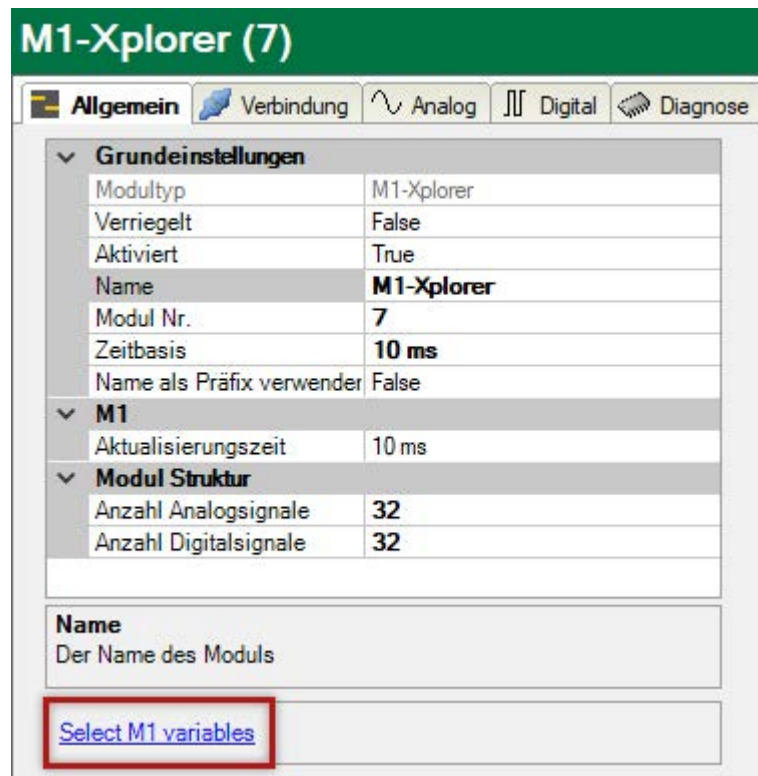 M1-Xplorer (7)
Allgemein Verbindung Analog Digital Diagnose
Grundeinstellungen
Modultyp M1-Xplorer
Verriegelt False
Aktiviert True
Name M1-Xplorer
Modul Nr. 7
Zeitbasis 10 ms
Name als Präfix verwender False
M1
Aktualisierungszeit 10 ms
Modul Struktur
Anzahl Analogsignale 32
Anzahl Digitalsignale 32
Name
Der Name des Moduls
Select M1 variables